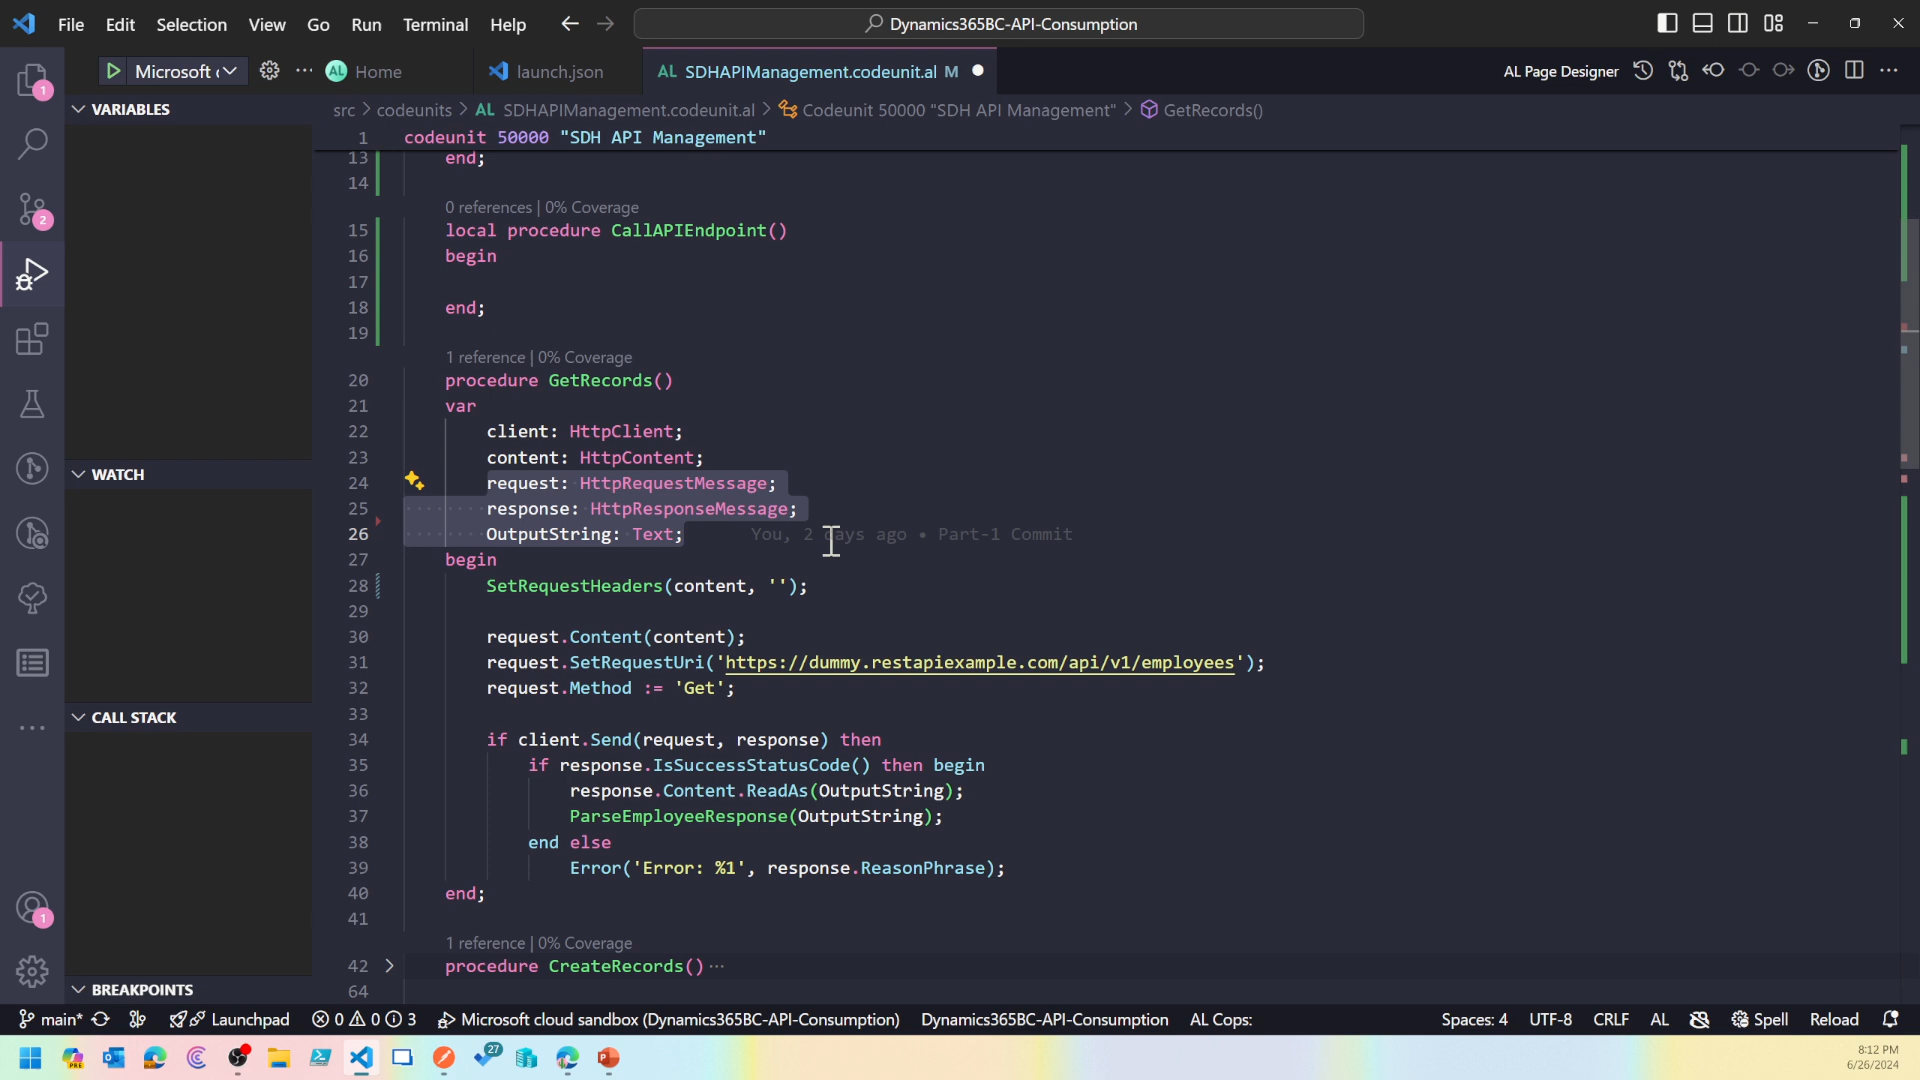 File Edit Selection View Go Run Terminal Help
Dynamics365BC-API-Consumption
Microsoft (
Home
launch.json
AL SDHAPIManagement.codeunit.al M
AL Page Designer
VARIABLES
src > codeunits > AL SDHAPIManagement.codeunit.al > Codeunit 50000 "SDH API Management" > GetRecords()
1 codeunit 50000 "SDH API Management"
13 end;
14
0 references | 0% Coverage
15 local procedure CallAPIEndpoint()
16 begin
17
18 end;
19
1 reference | 0% Coverage
20 procedure GetRecords()
21 var
22 client: HttpClient;
23 content: HttpContent;
24 request: HttpRequestMessage;
25 response: HttpResponseMessage;
26 OutputString: Text; You, 2 days ago • Part-1 Commit
27 begin
28 SetRequestHeaders(content, '');
29
30 request.Content(content);
31 request.SetRequestUri('https://dummy.restapiexample.com/api/v1/employees');
32 request.Method := 'Get';
33
34 if client.Send(request, response) then
35 if response.IsSuccessStatusCode() then begin
36 response.Content.ReadAs(OutputString);
37 ParseEmployeeResponse(OutputString);
38 end else
39 Error('Error: %1', response.ReasonPhrase);
40 end;
41
1 reference | 0% Coverage
42 procedure CreateRecords() ···
64
WATCH
CALL STACK
BREAKPOINTS
1
2
1
main* Launchpad 0 0 3 Microsoft cloud sandbox (Dynamics365BC-API-Consumption) Dynamics365BC-API-Consumption AL Cops: Spaces: 4 UTF-8 CRLF AL Spell Reload
PRE
27
8:12 PM
6/26/2024